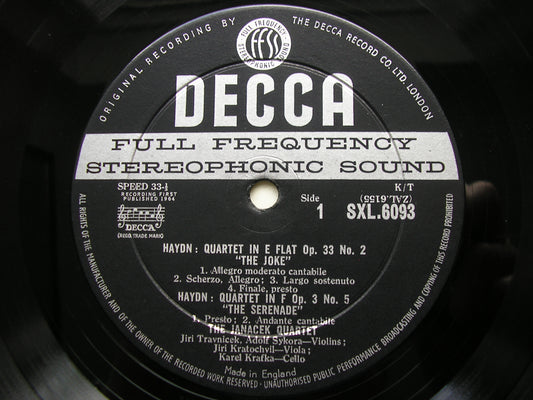 ORIGINAL RECORDING BY THE DECCA RECORD CO. LTD. LONDON
FULL FREQUENCY STEREOPHONIC SOUND
FFSS
DECCA
FULL FREQUENCY
STEREOPHONIC SOUND
SPEED 33⅓
RECORDING FIRST
PUBLISHED 1964
DECCA
(REGD. TRADE MARK)
Side
1
K/T
(ZAL.6155)
SXL.6093
HAYDN: QUARTET IN E FLAT Op. 33 No. 2
"THE JOKE"
1. Allegro moderato cantabile
2. Scherzo, Allegro; 3. Largo sostenuto
4. Finale, presto
HAYDN: QUARTET IN F Op. 3 No. 5
"THE SERENADE"
1. Presto; 2. Andante cantabile
THE JANACEK QUARTET
Jiri Travnicek, Adolf Sykora—Violins;
Jiri Kratochvil—Viola;
Karel Krafka—Cello
Made in England
ALL RIGHTS OF THE MANUFACTURER AND OF THE OWNER OF THE RECORDED WORK RESERVED - UNAUTHORISED PUBLIC PERFORMANCE BROADCASTING AND COPYING OF THIS RECORD PROHIBITED